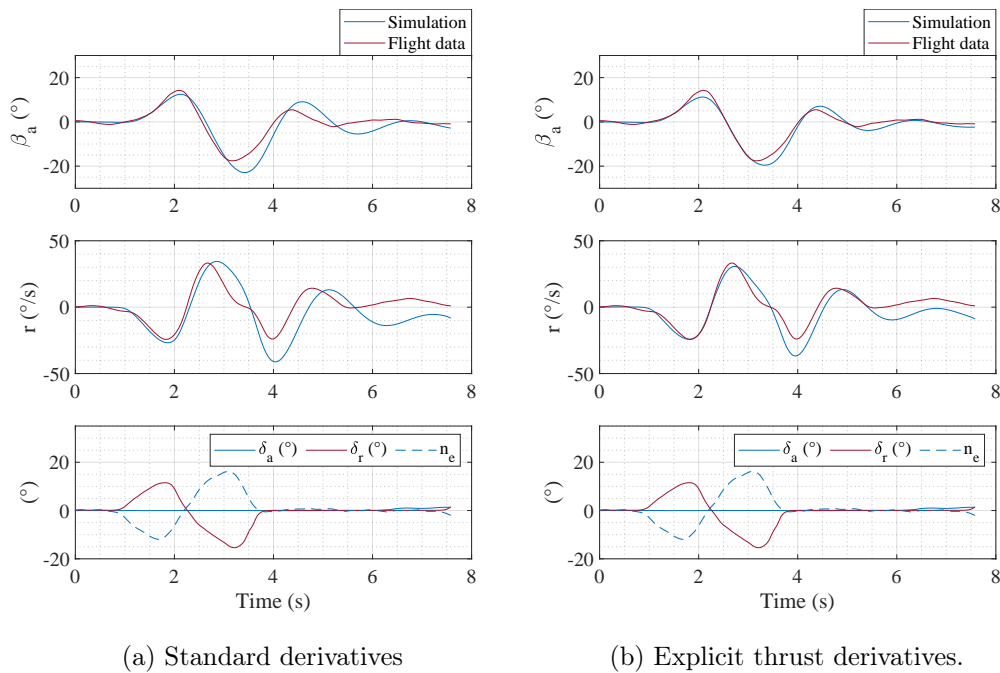 Simulation
Flight data
20
0
-20
β_a (°)
0 2 4 6 8
50
0
-50
r (°/s)
0 2 4 6 8
δ_a (°) δ_r (°) n_e
20
0
-20
(°)
0 2 4 6 8
Time (s)
(a) Standard derivatives
Simulation
Flight data
20
0
-20
β_a (°)
0 2 4 6 8
50
0
-50
r (°/s)
0 2 4 6 8
δ_a (°) δ_r (°) n_e
20
0
-20
(°)
0 2 4 6 8
Time (s)
(b) Explicit thrust derivatives.